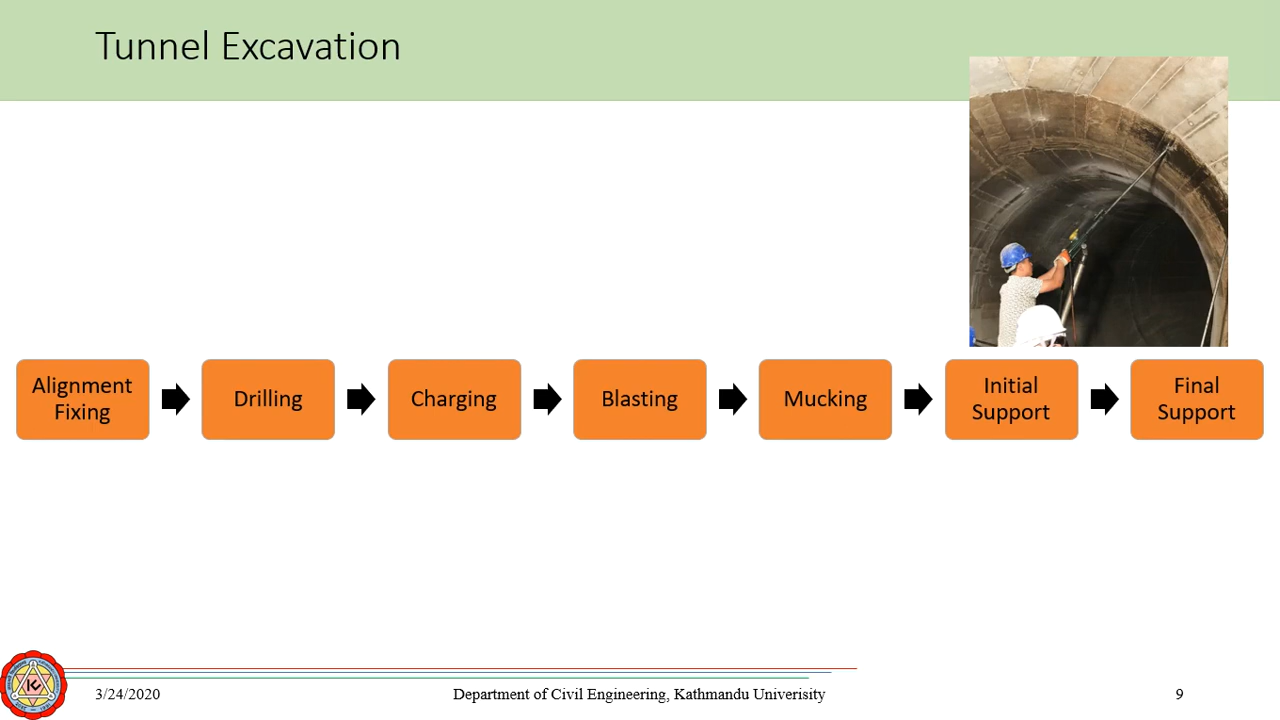 Tunnel Excavation
Alignment
Fixing
Drilling
Charging
Blasting
Mucking
Initial
Support
Final
Support
3/24/2020
Department of Civil Engineering, Kathmandu Univerisity
9